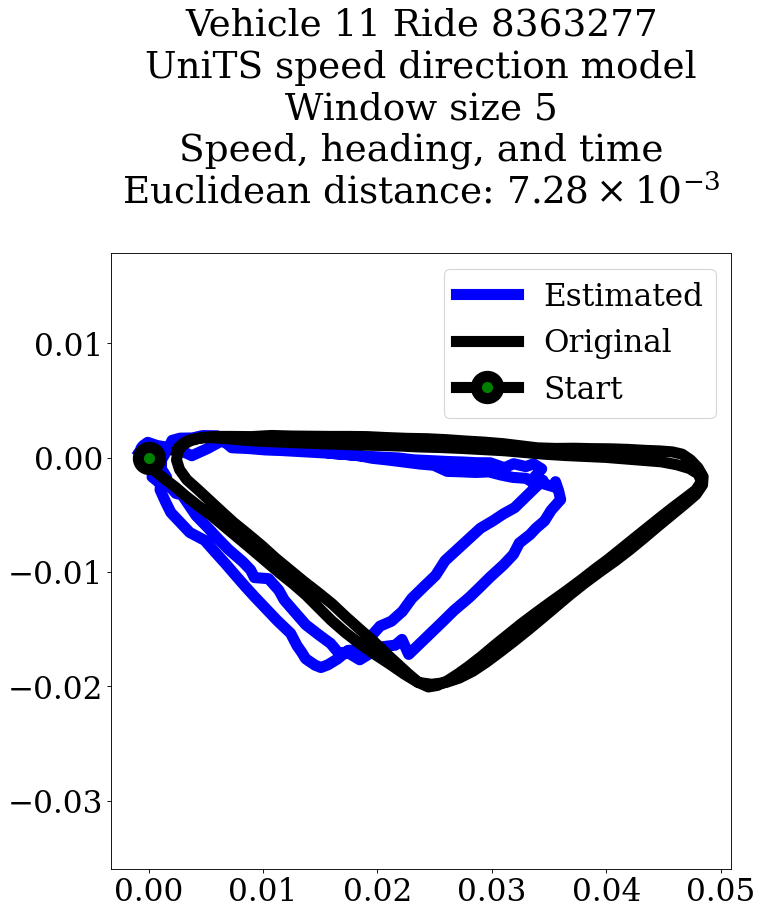 Vehicle 11 Ride 8363277
UniTS speed direction model
Window size 5
Speed, heading, and time
Euclidean distance: 7.28 × 10⁻³
Estimated
Original
Start
0.01
0.00
−0.01
−0.02
−0.03
0.00 0.01 0.02 0.03 0.04 0.05